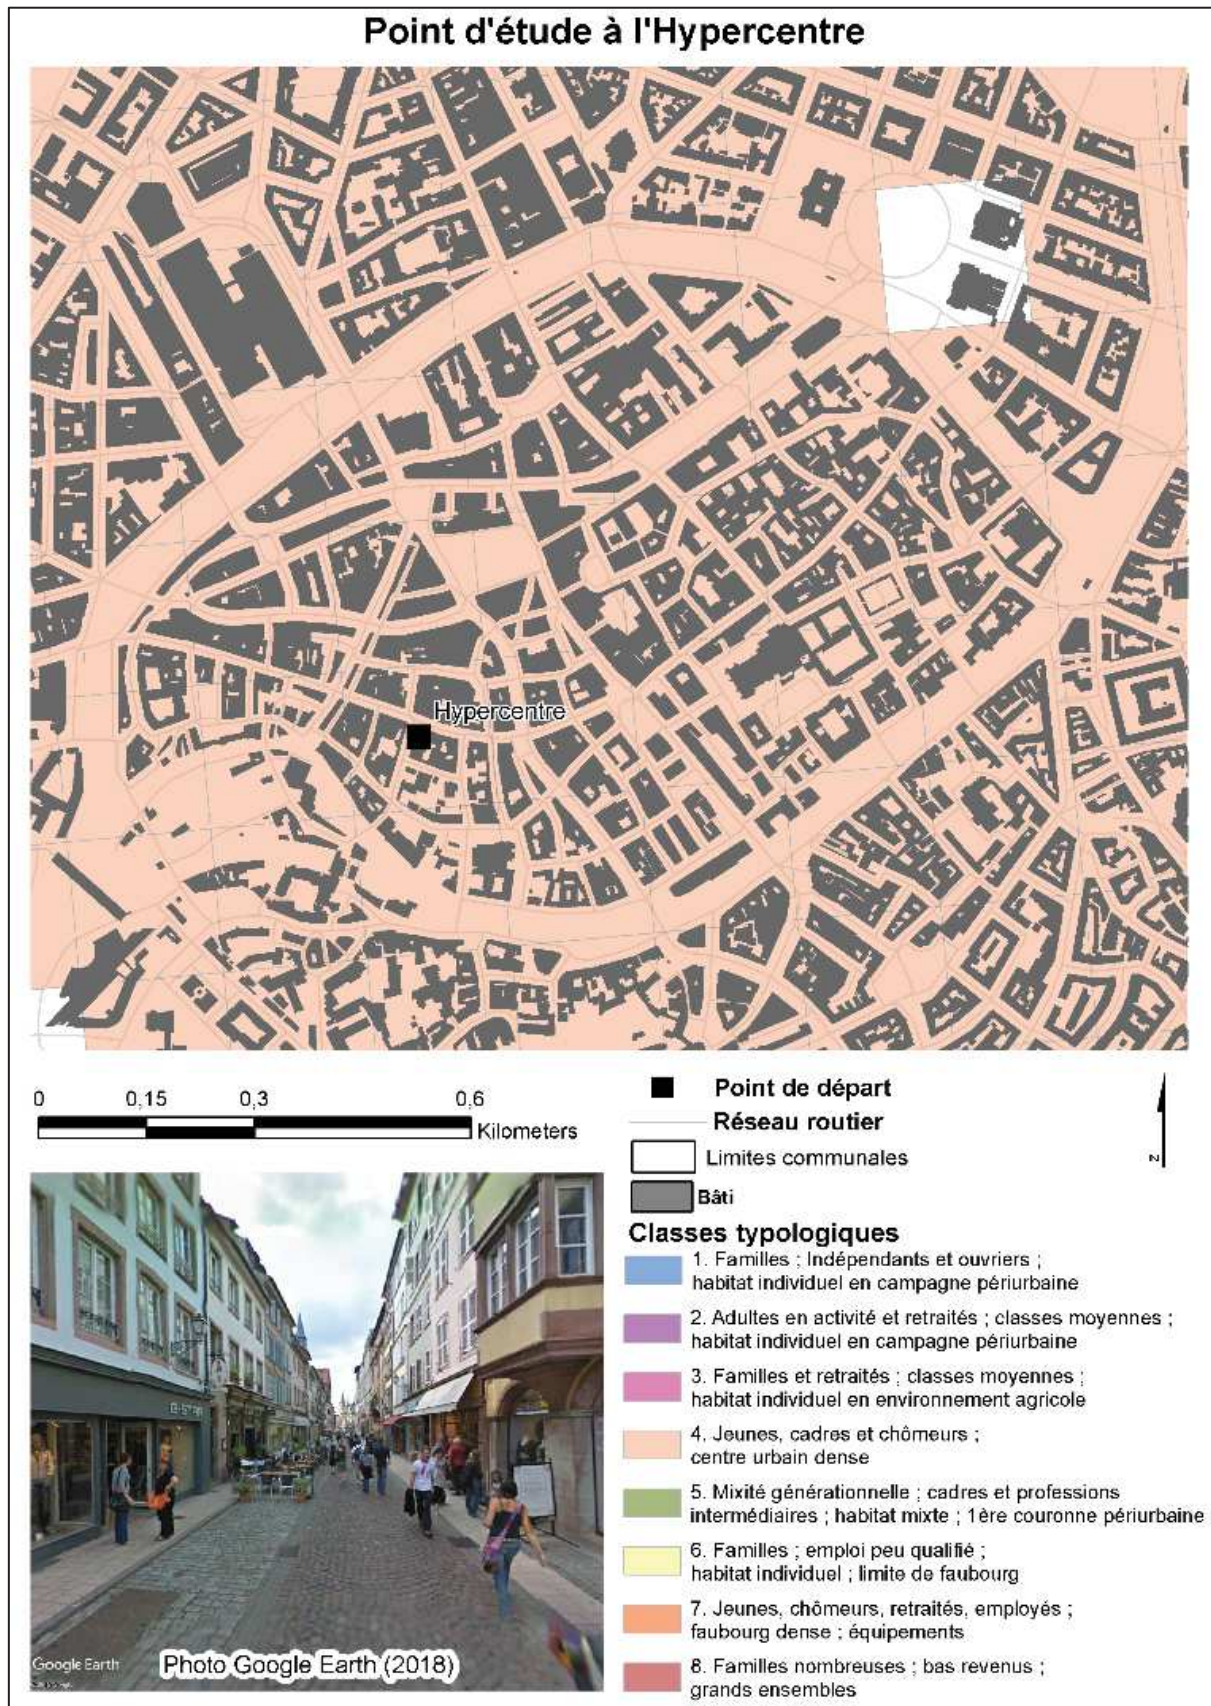 Point d'étude à l'Hypercentre
Hypercentre
0 0,15 0,3 0,6
Kilometers
Point de départ
Réseau routier
Limites communales
Bâti
N
Classes typologiques
1. Familles ; Indépendants et ouvriers ;
habitat individuel en campagne périurbaine
2. Adultes en activité et retraités ; classes moyennes ;
habitat individuel en campagne périurbaine
3. Familles et retraités ; classes moyennes ;
habitat individuel en environnement agricole
4. Jeunes, cadres et chômeurs ;
centre urbain dense
5. Mixité générationnelle ; cadres et professions
intermédiaires ; habitat mixte ; 1ère couronne périurbaine
6. Familles ; emploi peu qualifié ;
habitat individuel ; limite de faubourg
7. Jeunes, chômeurs, retraités, employés ;
faubourg dense ; équipements
8. Familles nombreuses ; bas revenus ;
grands ensembles
Google Earth
Photo Google Earth (2018)